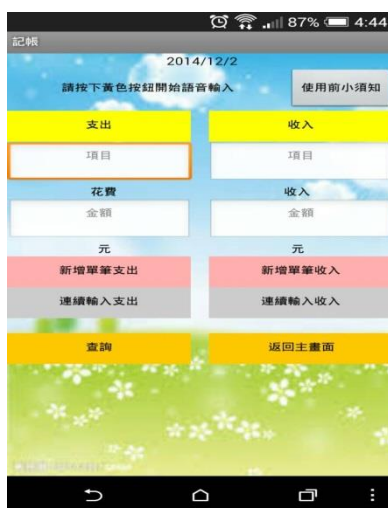 87% 4:44
記帳
2014/12/2
請按下黃色按鈕開始語音輸入 使用前小須知
支出 收入
項目 項目
花費 收入
金額 金額
元 元
新增單筆支出 新增單筆收入
連續輸入支出 連續輸入收入
查詢 返回主畫面